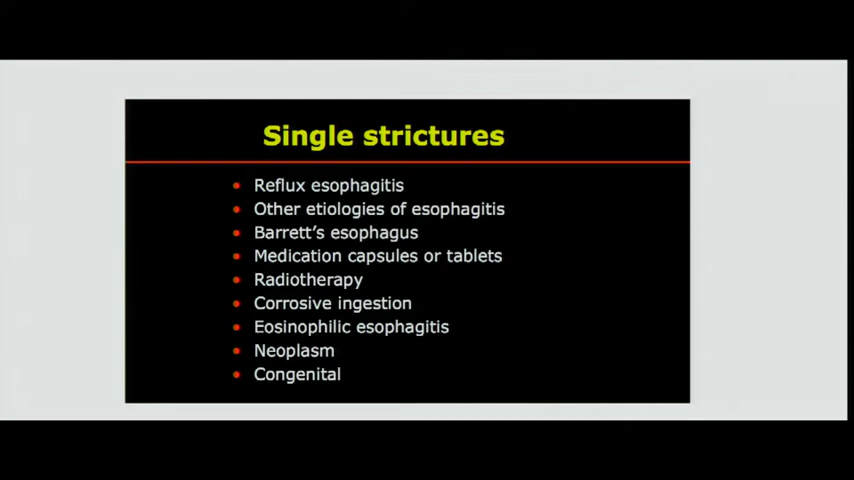 Single strictures
Reflux esophagitis
Other etiologies of esophagitis
Barrett's esophagus
Medication capsules or tablets
Radiotherapy
Corrosive ingestion
Eosinophilic esophagitis
Neoplasm
Congenital